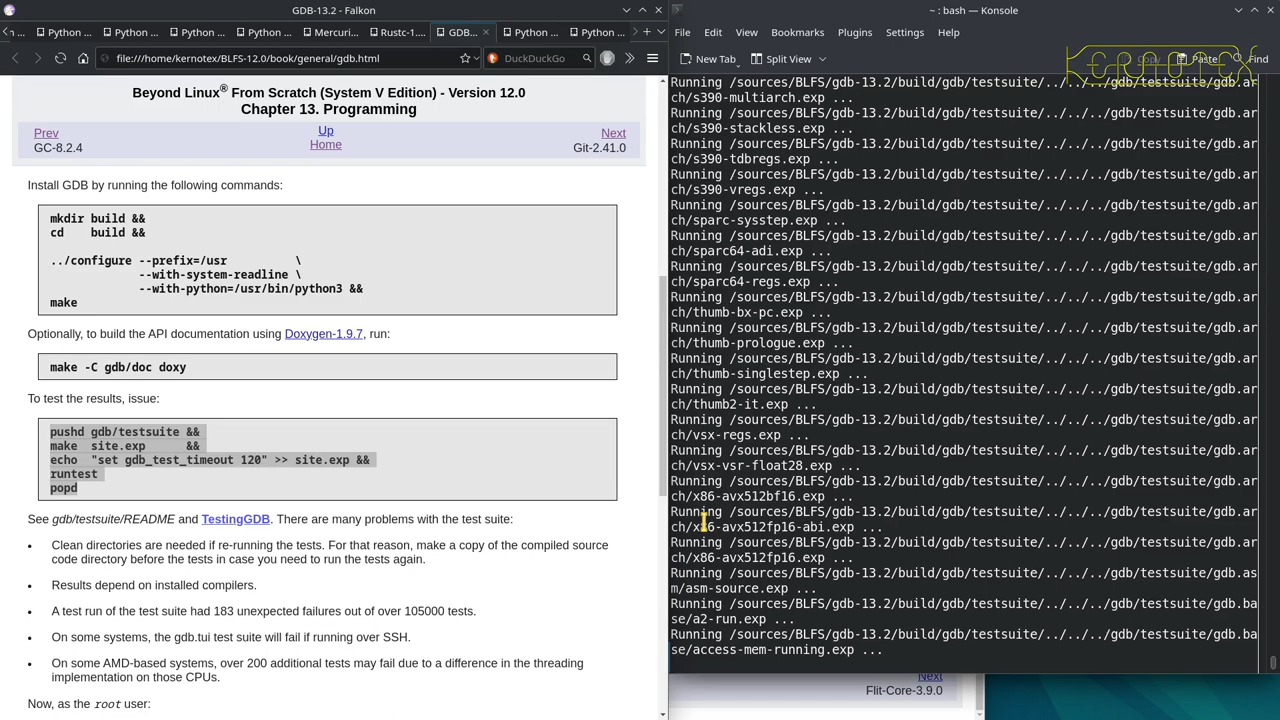 GDB-13.2 – Falkon
n ...
Python ...
Python ...
Python ...
Python ...
Mercuri...
Rustc-1....
GDB...
Python ...
Python ...
file:///home/kernotex/BLFS-12.0/book/general/gdb.html
DuckDuckGo
Beyond Linux® From Scratch (System V Edition) - Version 12.0
Chapter 13. Programming
Prev
Up
Next
GC-8.2.4
Home
Git-2.41.0
Install GDB by running the following commands:
mkdir build &&
cd    build &&
../configure --prefix=/usr          \
             --with-system-readline \
             --with-python=/usr/bin/python3 &&
make
Optionally, to build the API documentation using Doxygen-1.9.7, run:
make -C gdb/doc doxy
To test the results, issue:
pushd gdb/testsuite &&
make  site.exp      &&
echo  "set gdb_test_timeout 120" >> site.exp &&
runtest
popd
See gdb/testsuite/README and TestingGDB. There are many problems with the test suite:
• Clean directories are needed if re-running the tests. For that reason, make a copy of the compiled source
code directory before the tests in case you need to run the tests again.
• Results depend on installed compilers.
• A test run of the test suite had 183 unexpected failures out of over 105000 tests.
• On some systems, the gdb.tui test suite will fail if running over SSH.
• On some AMD-based systems, over 200 additional tests may fail due to a difference in the threading
implementation on those CPUs.
Now, as the root user:
~ : bash — Konsole
File Edit View Bookmarks Plugins Settings Help
New Tab
Split View
Copy
Paste
Find
Kernotex
Running /sources/BLFS/gdb-13.2/build/gdb/testsuite/../../../gdb/testsuite/gdb.ar
ch/s390-multiarch.exp ...
Running /sources/BLFS/gdb-13.2/build/gdb/testsuite/../../../gdb/testsuite/gdb.ar
ch/s390-stackless.exp ...
Running /sources/BLFS/gdb-13.2/build/gdb/testsuite/../../../gdb/testsuite/gdb.ar
ch/s390-tdbregs.exp ...
Running /sources/BLFS/gdb-13.2/build/gdb/testsuite/../../../gdb/testsuite/gdb.ar
ch/s390-vregs.exp ...
Running /sources/BLFS/gdb-13.2/build/gdb/testsuite/../../../gdb/testsuite/gdb.ar
ch/sparc-sysstep.exp ...
Running /sources/BLFS/gdb-13.2/build/gdb/testsuite/../../../gdb/testsuite/gdb.ar
ch/sparc64-adi.exp ...
Running /sources/BLFS/gdb-13.2/build/gdb/testsuite/../../../gdb/testsuite/gdb.ar
ch/sparc64-regs.exp ...
Running /sources/BLFS/gdb-13.2/build/gdb/testsuite/../../../gdb/testsuite/gdb.ar
ch/thumb-bx-pc.exp ...
Running /sources/BLFS/gdb-13.2/build/gdb/testsuite/../../../gdb/testsuite/gdb.ar
ch/thumb-prologue.exp ...
Running /sources/BLFS/gdb-13.2/build/gdb/testsuite/../../../gdb/testsuite/gdb.ar
ch/thumb-singlestep.exp ...
Running /sources/BLFS/gdb-13.2/build/gdb/testsuite/../../../gdb/testsuite/gdb.ar
ch/thumb2-it.exp ...
Running /sources/BLFS/gdb-13.2/build/gdb/testsuite/../../../gdb/testsuite/gdb.ar
ch/vsx-regs.exp ...
Running /sources/BLFS/gdb-13.2/build/gdb/testsuite/../../../gdb/testsuite/gdb.ar
ch/vsx-vsr-float28.exp ...
Running /sources/BLFS/gdb-13.2/build/gdb/testsuite/../../../gdb/testsuite/gdb.ar
ch/x86-avx512bf16.exp ...
Running /sources/BLFS/gdb-13.2/build/gdb/testsuite/../../../gdb/testsuite/gdb.ar
ch/x86-avx512fp16-abi.exp ...
Running /sources/BLFS/gdb-13.2/build/gdb/testsuite/../../../gdb/testsuite/gdb.ar
ch/x86-avx512fp16.exp ...
Running /sources/BLFS/gdb-13.2/build/gdb/testsuite/../../../gdb/testsuite/gdb.as
m/asm-source.exp ...
Running /sources/BLFS/gdb-13.2/build/gdb/testsuite/../../../gdb/testsuite/gdb.ba
se/a2-run.exp ...
Running /sources/BLFS/gdb-13.2/build/gdb/testsuite/../../../gdb/testsuite/gdb.ba
se/access-mem-running.exp ...
Next
Flit-Core-3.9.0